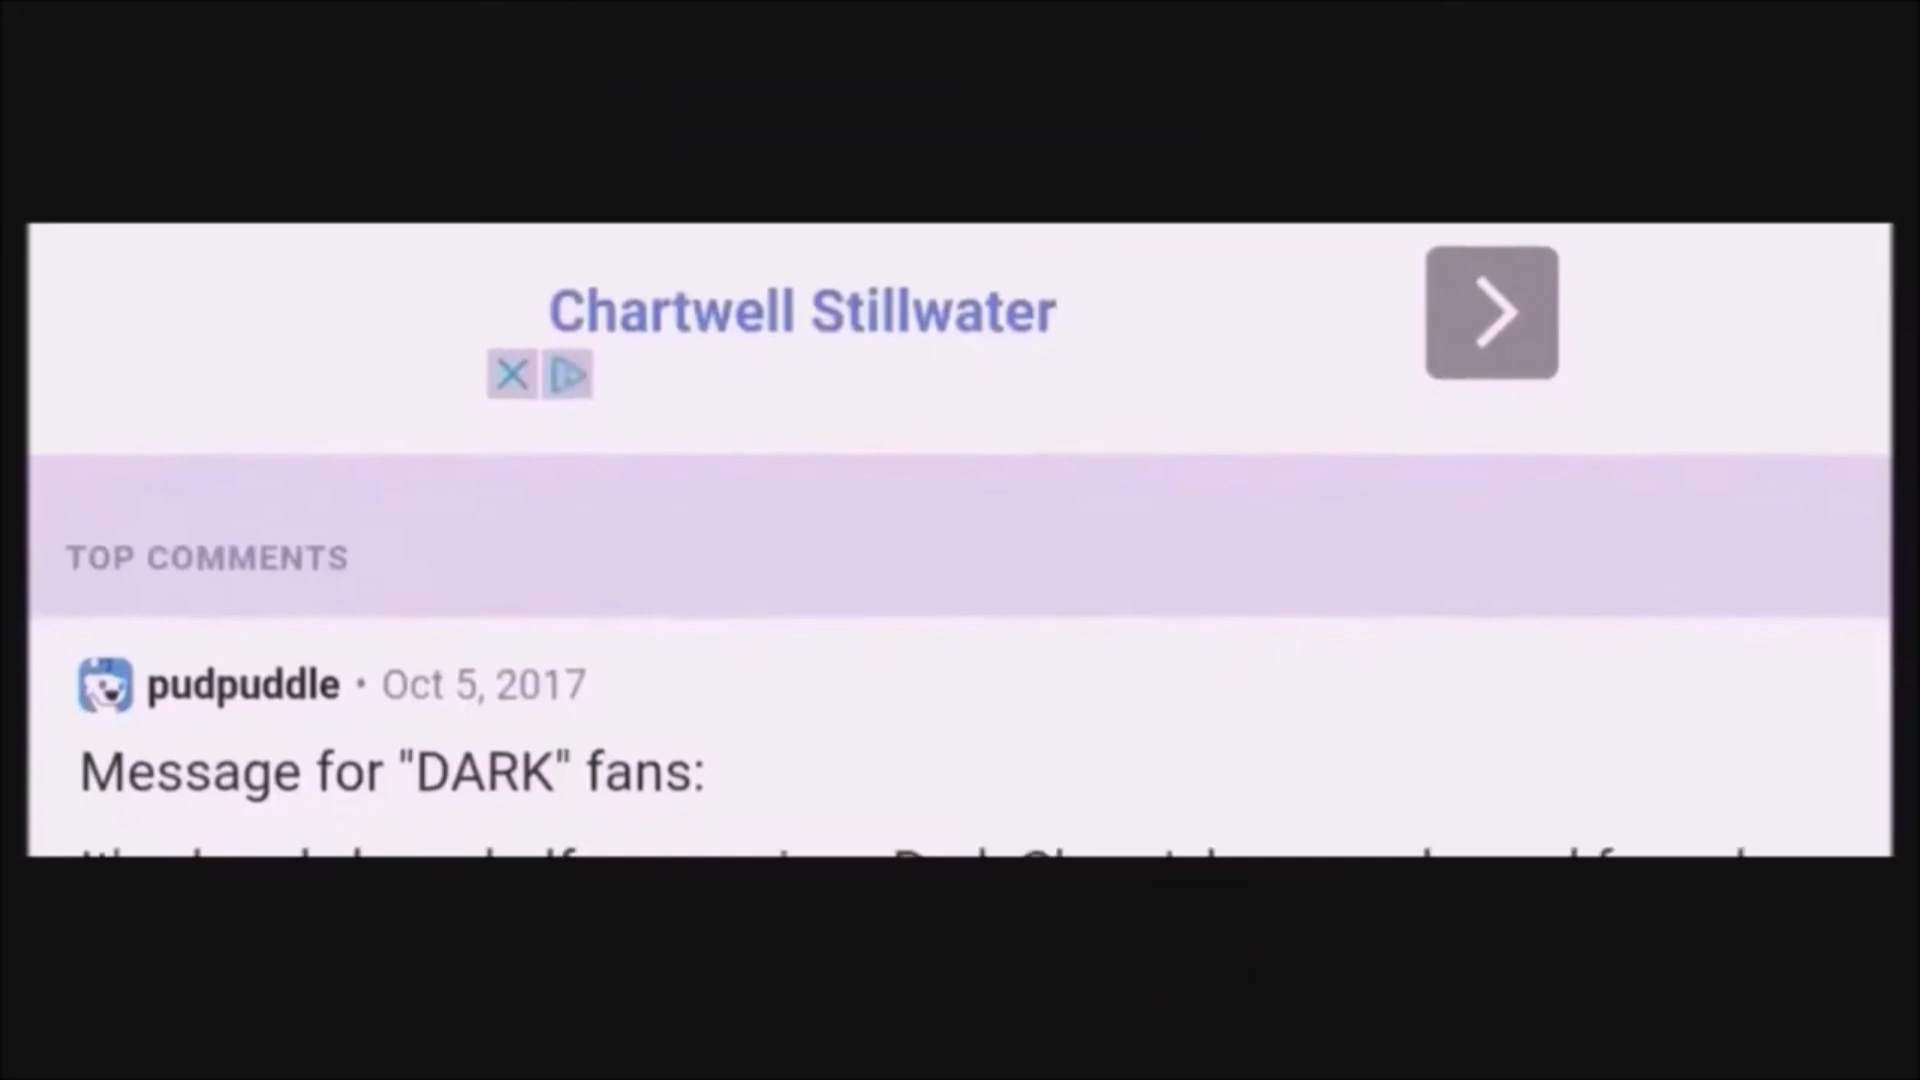 Chartwell Stillwater
TOP COMMENTS
pudpuddle • Oct 5, 2017
Message for "DARK" fans: